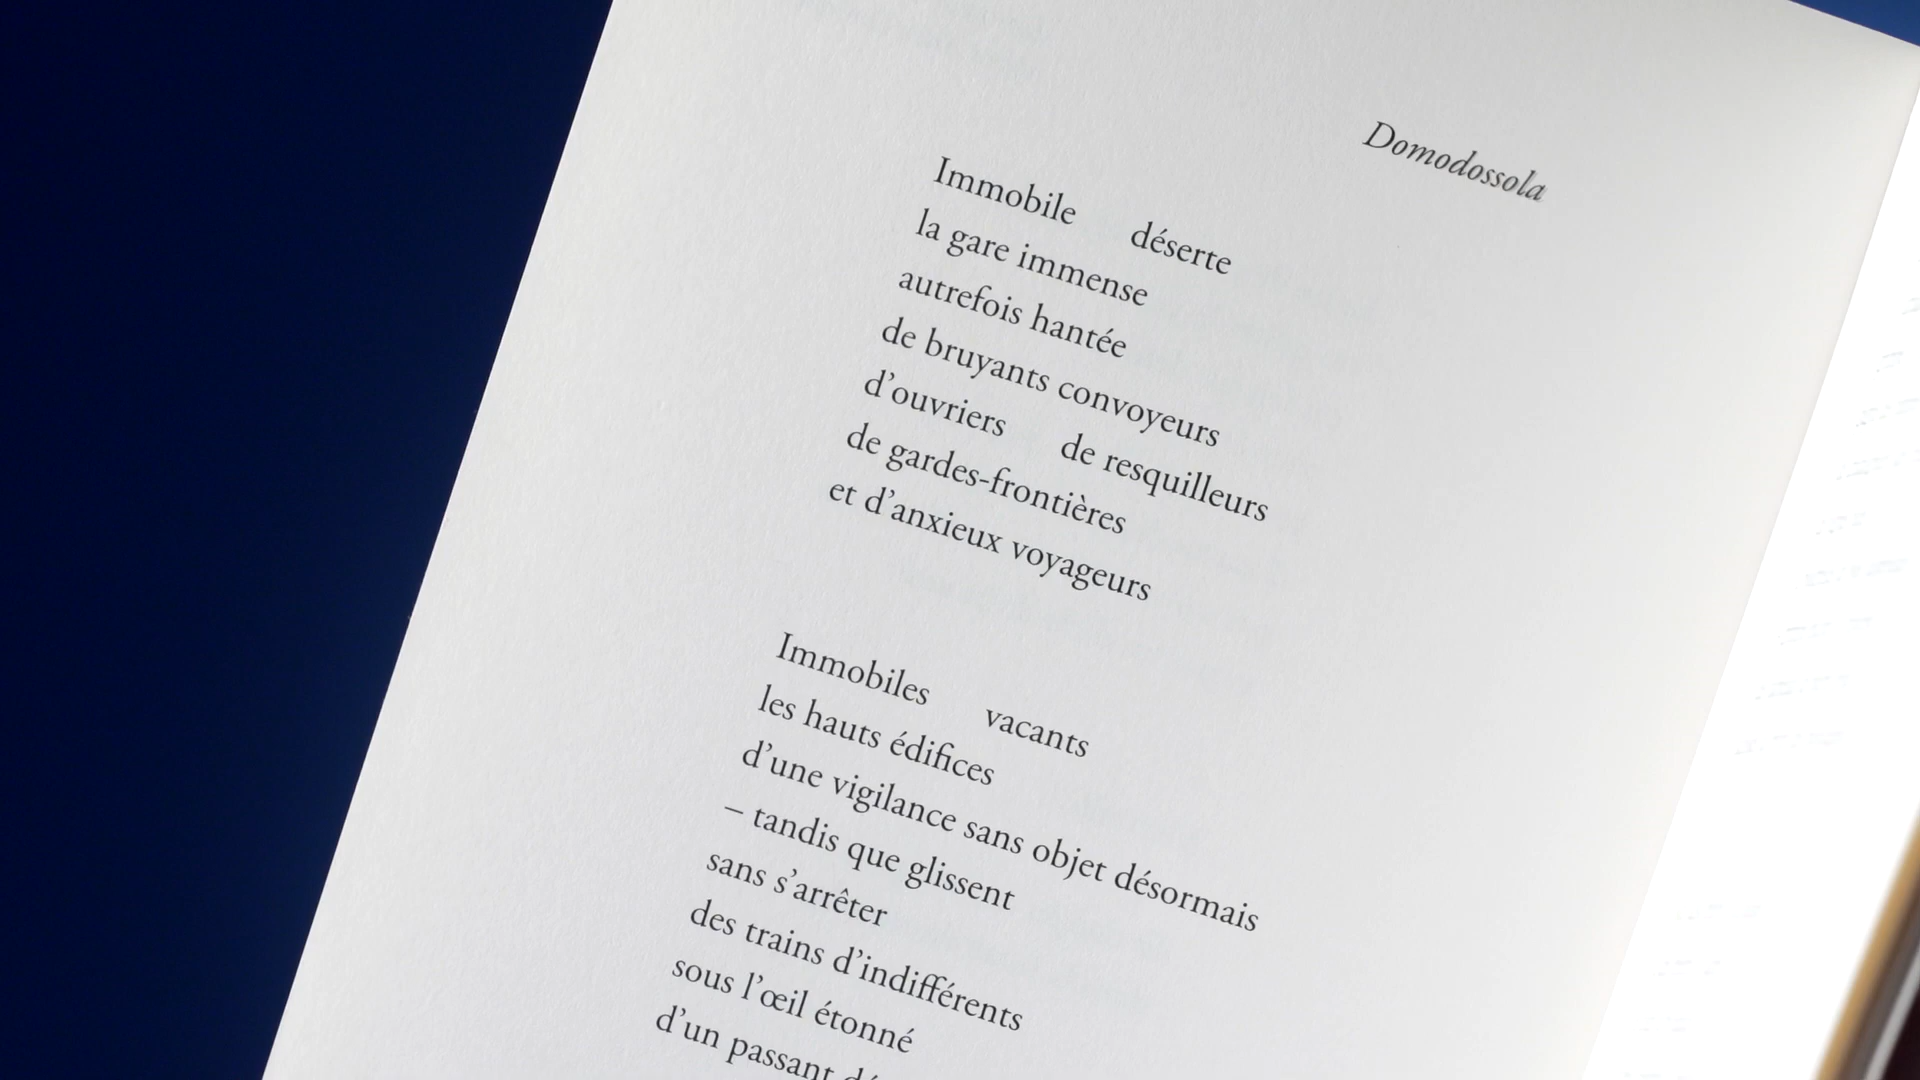 Domodossola
Immobile déserte
la gare immense
autrefois hantée
de bruyants convoyeurs
d’ouvriers de resquilleurs
de gardes-frontières
et d’anxieux voyageurs
Immobiles vacants
les hauts édifices
d’une vigilance sans objet désormais
– tandis que glissent
sans s’arrêter
des trains d’indifférents
sous l’œil étonné
d’un passant